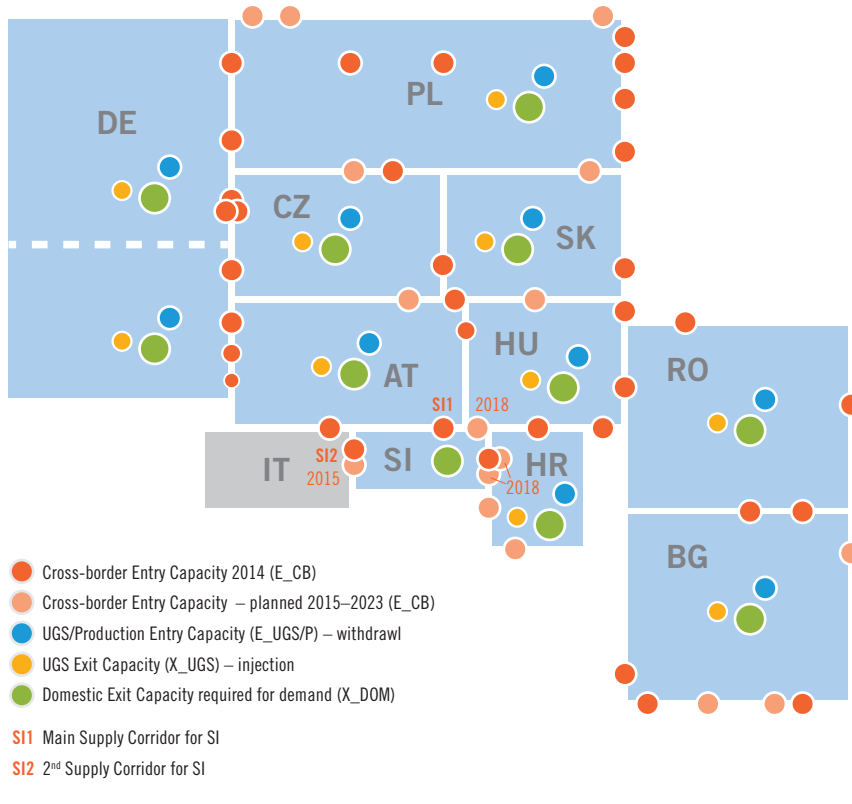 PL
DE
CZ
SK
HU
RO
AT
SI1 2018
SI2
IT
SI
HR
2015
2018
BG
Cross-border Entry Capacity 2014 (E_CB)
Cross-border Entry Capacity – planned 2015–2023 (E_CB)
UGS/Production Entry Capacity (E_UGS/P) – withdrawl
UGS Exit Capacity (X_UGS) – injection
Domestic Exit Capacity required for demand (X_DOM)
SI1 Main Supply Corridor for SI
SI2 2nd Supply Corridor for SI